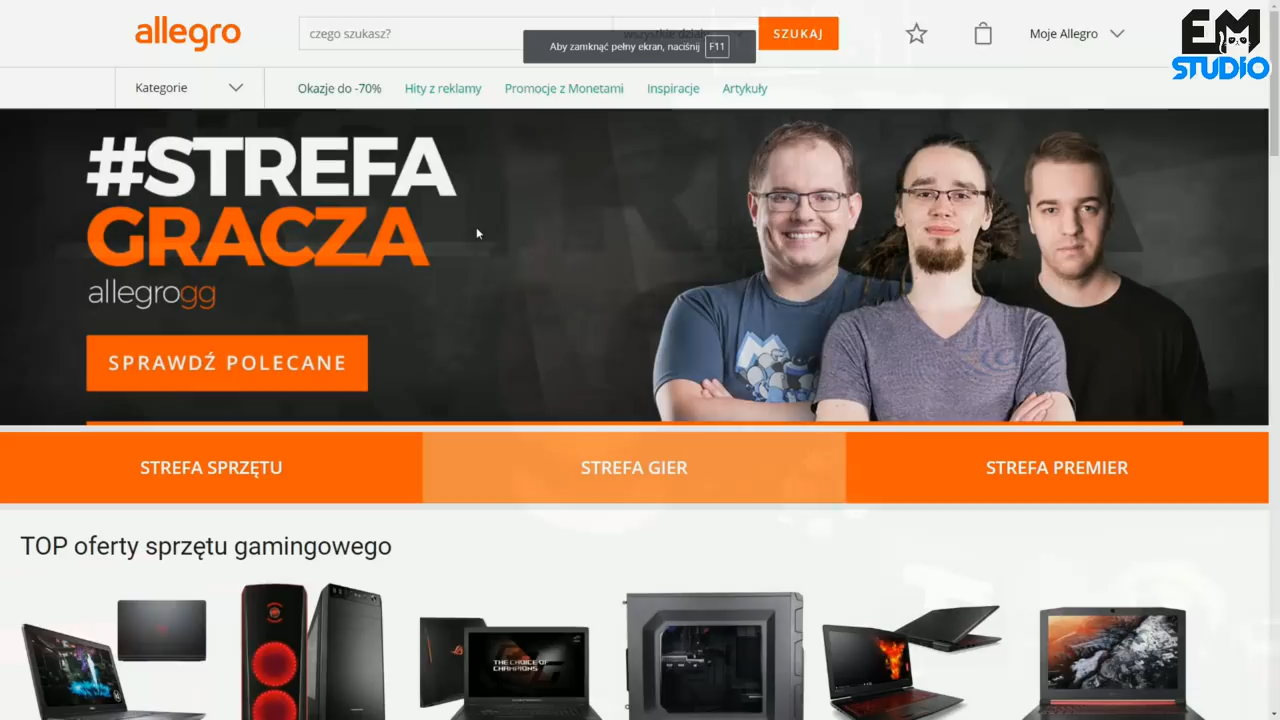 allegro
czego szukasz?
wszystkie działy
SZUKAJ
Aby zamknąć pełny ekran, naciśnij F11
Moje Allegro
EM
STUDIO
Kategorie
Okazje do -70%
Hity z reklamy
Promocje z Monetami
Inspiracje
Artykuły
#STREFA
GRACZA
allegrogg
SPRAWDŹ POLECANE
STREFA SPRZĘTU
STREFA GIER
STREFA PREMIER
TOP oferty sprzętu gamingowego
THE CHOICE OF
CHAMPIONS